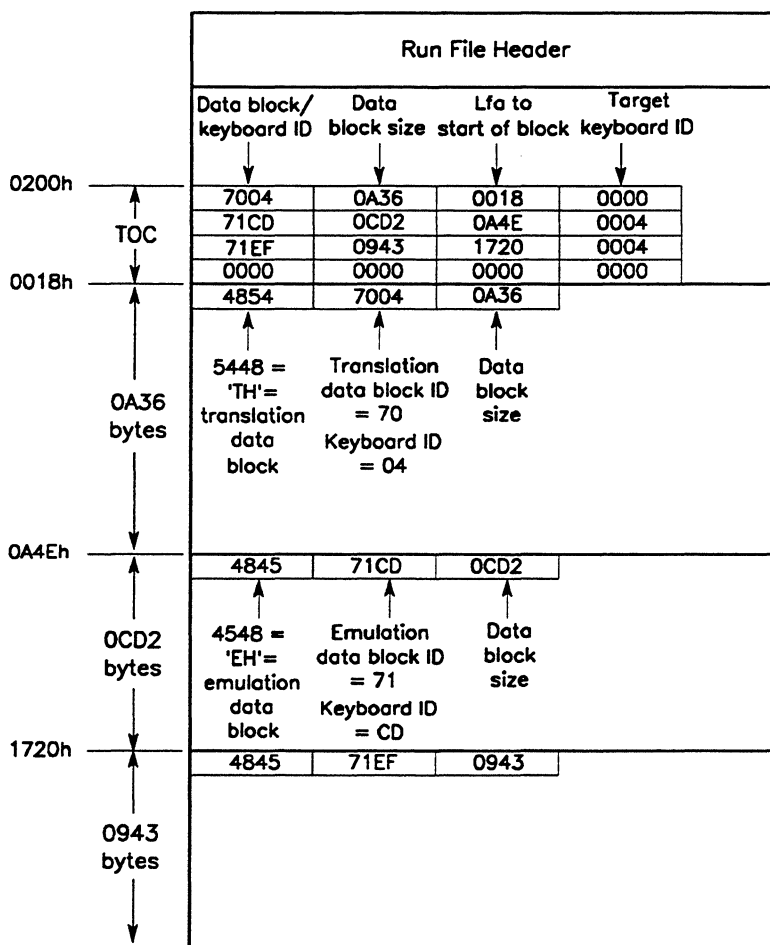 Run File Header
Data block/ Data Lfa to Target
keyboard ID block size start of block keyboard ID
0200h
7004 0A36 0018 0000
71CD 0CD2 0A4E 0004
TOC
71EF 0943 1720 0004
0000 0000 0000 0000
0018h
4854 7004 0A36
5448 = Translation Data
'TH'= data block ID block
translation = 70 size
data Keyboard ID
block = 04
0A36
bytes
0A4Eh
4845 71CD 0CD2
4548 = Emulation Data
'EH'= data block ID block
emulation = 71 size
data Keyboard ID
block = CD
0CD2
bytes
1720h
4845 71EF 0943
0943
bytes